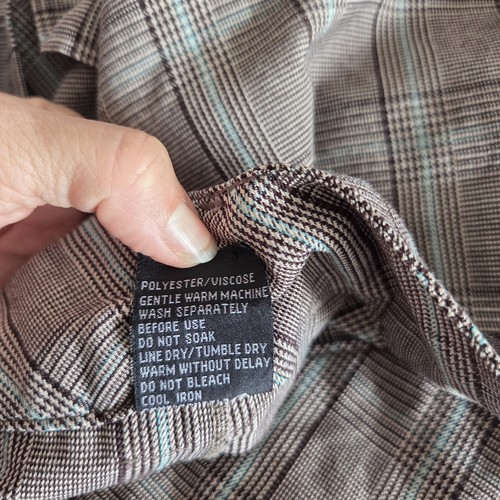 POLYESTER/VISCOSE
GENTLE WARM MACHINE
WASH SEPARATELY
BEFORE USE
DO NOT SOAK
LINE DRY/TUMBLE DRY
WARM WITHOUT DELAY
DO NOT BLEACH
COOL IRON